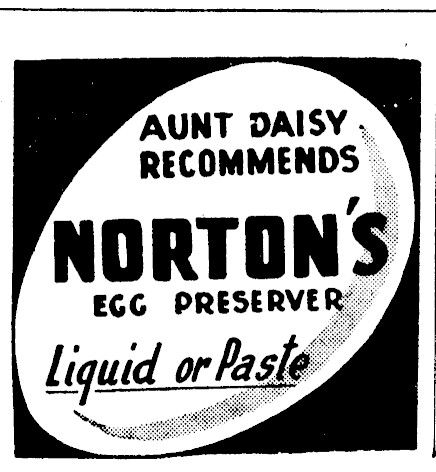 AUNT DAISY
RECOMMENDS
NORTON'S
EGG PRESERVER
Liquid or Paste